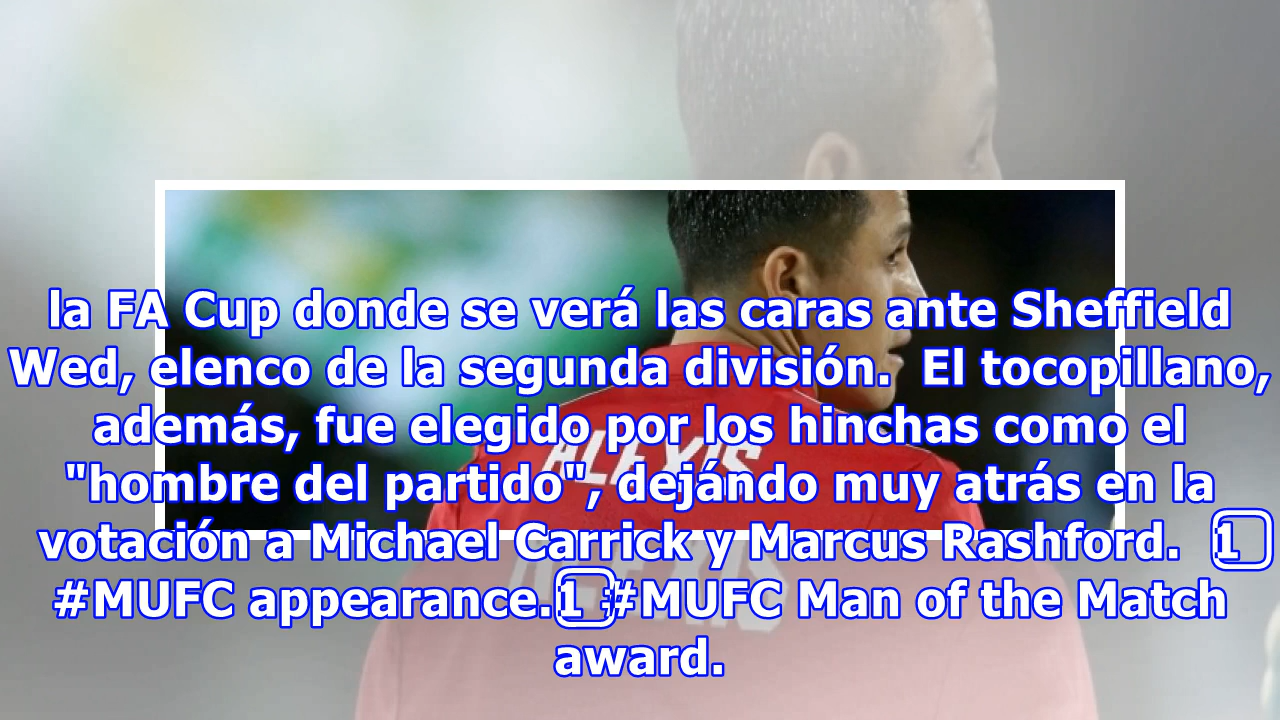 la FA Cup donde se verá las caras ante Sheffield
Wed, elenco de la segunda división.  El tocopillano,
además, fue elegido por los hinchas como el
"hombre del partido", dejándo muy atrás en la
votación a Michael Carrick y Marcus Rashford.  1⃣
#MUFC appearance.1⃣ #MUFC Man of the Match
award.
ALEXIS
ALEXIS